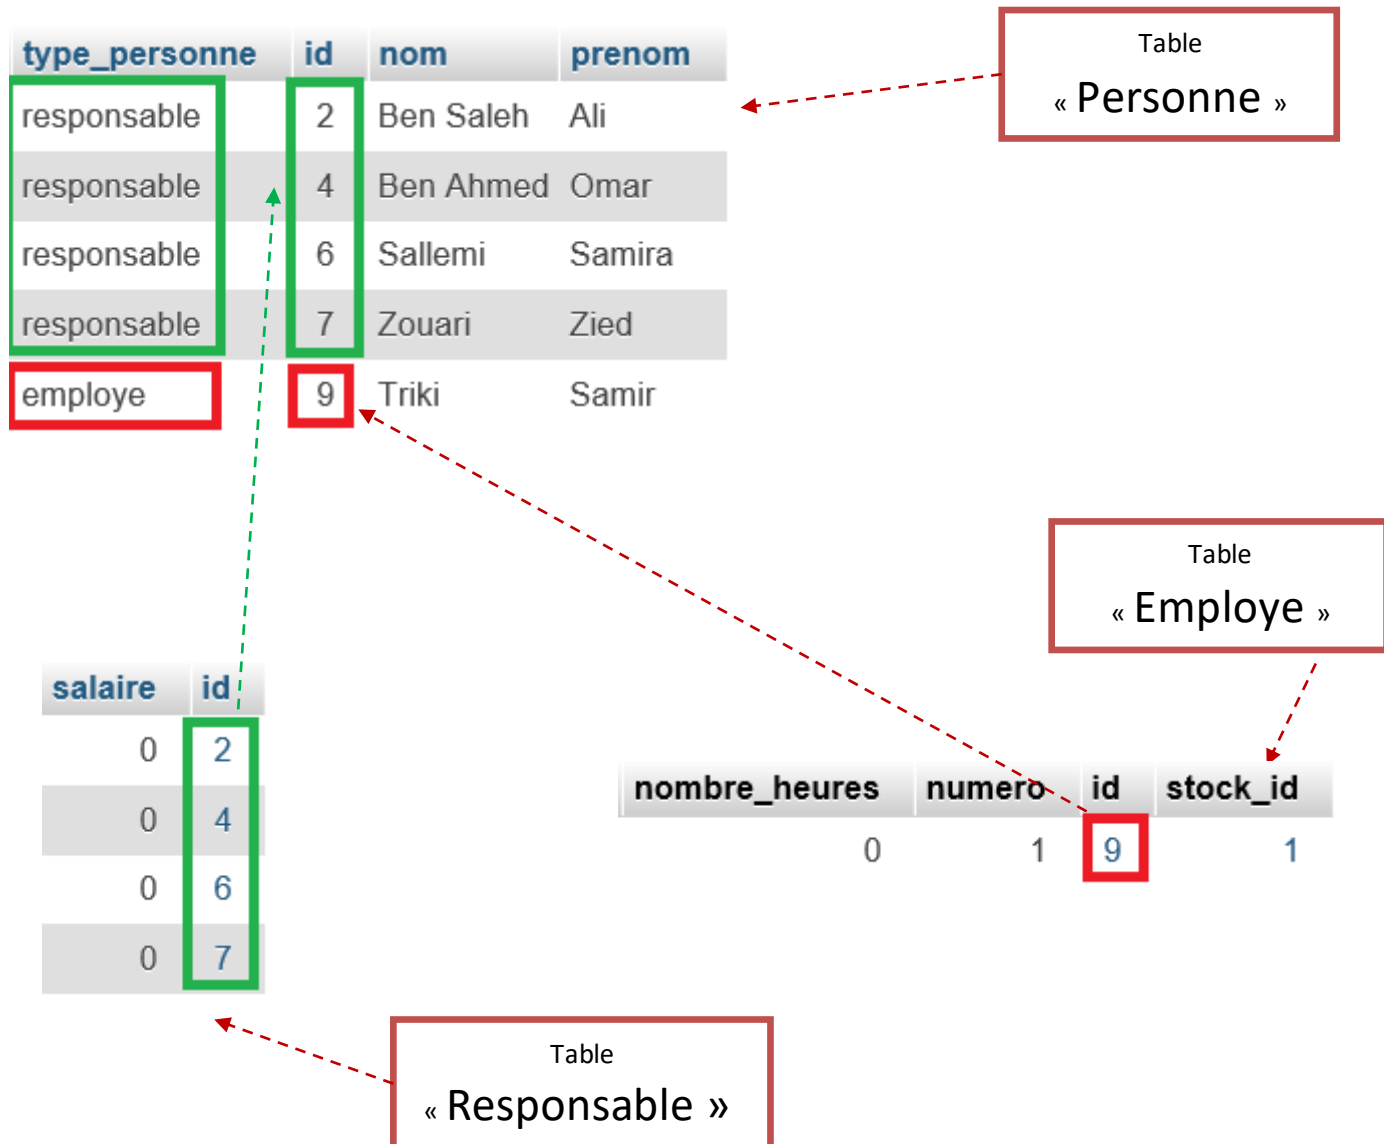 type_personne id nom prenom
responsable 2 Ben Saleh Ali
responsable 4 Ben Ahmed Omar
responsable 6 Sallemi Samira
responsable 7 Zouari Zied
employe 9 Triki Samir
Table
« Personne »
Table
« Employe »
salaire id
0 2
0 4
0 6
0 7
nombre_heures numero id stock_id
0 1 9 1
Table
« Responsable »